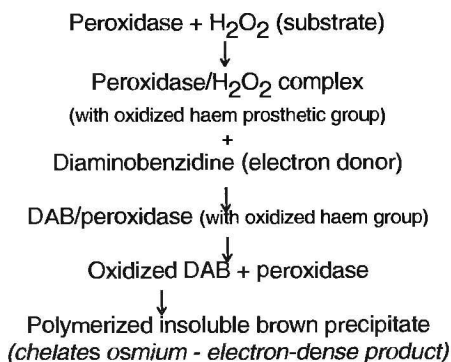 Peroxidase + H₂O₂ (substrate)
Peroxidase/H₂O₂ complex
(with oxidized haem prosthetic group)
+
Diaminobenzidine (electron donor)
DAB/peroxidase (with oxidized haem group)
Oxidized DAB + peroxidase
Polymerized insoluble brown precipitate
(chelates osmium - electron-dense product)